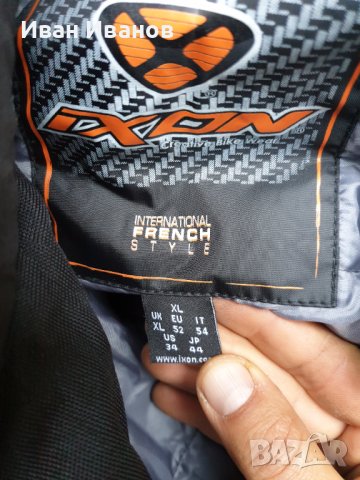 Иван Иванов
IXON
creative bike wear
INTERNATIONAL
FRENCH
STYLE
XL
UK EU IT
XL 52 54
US JP
34 44
www.ixon.co
BAZAR